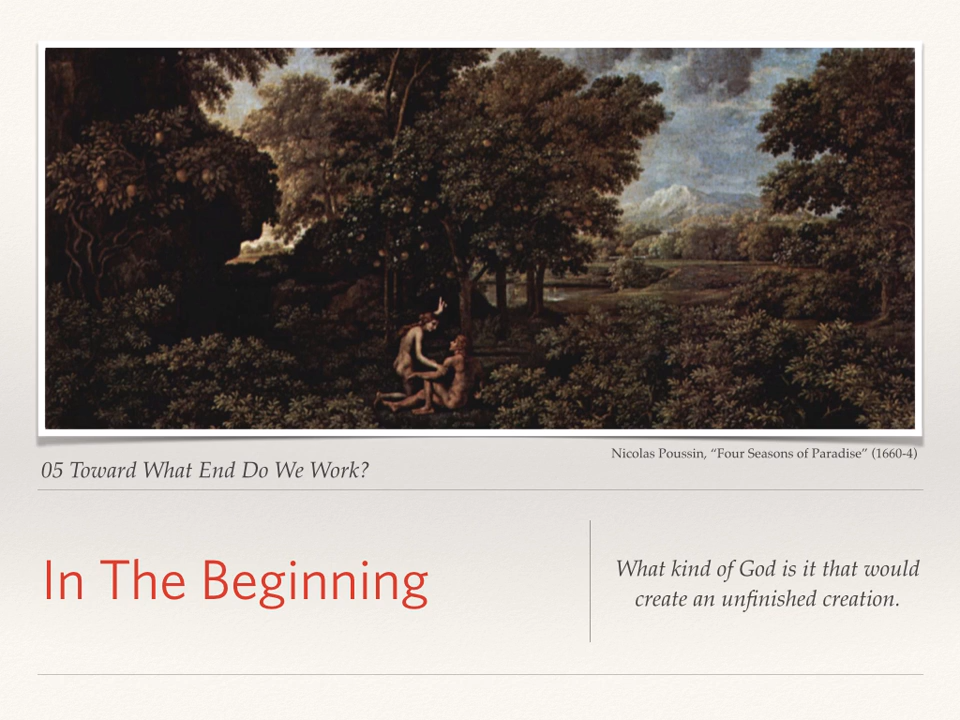 Nicolas Poussin, “Four Seasons of Paradise” (1660-4)
05 Toward What End Do We Work?
In The Beginning
What kind of God is it that would
create an unfinished creation.